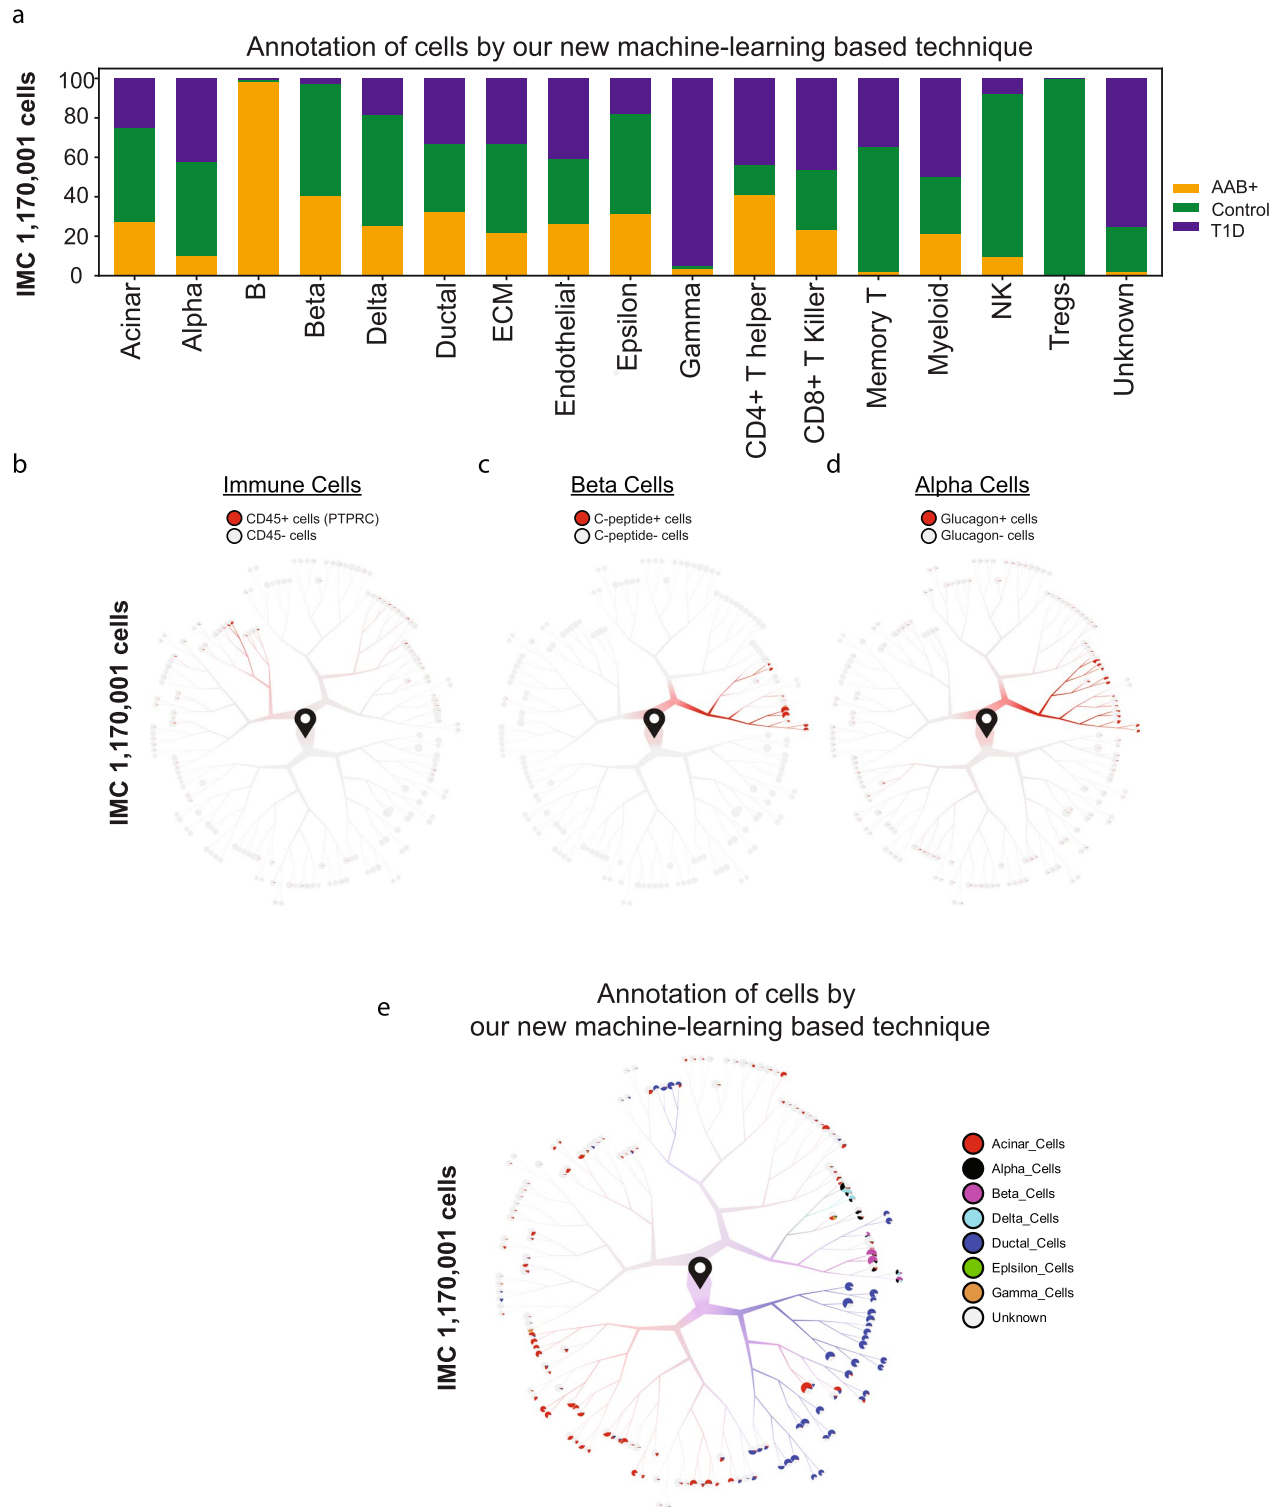 a
Annotation of cells by our new machine-learning based technique
IMC 1,170,001 cells
100
80
60
40
20
0
AAB+
Control
T1D
Acinar
Alpha
B
Beta
Delta
Ductal
ECM
Endothelial
Epsilon
Gamma
CD4+ T helper
CD8+ T Killer
Memory T
Myeloid
NK
Tregs
Unknown
b
Immune Cells
CD45+ cells (PTPRC)
CD45- cells
c
Beta Cells
C-peptide+ cells
C-peptide- cells
d
Alpha Cells
Glucagon+ cells
Glucagon- cells
IMC 1,170,001 cells
e
Annotation of cells by
our new machine-learning based technique
IMC 1,170,001 cells
Acinar_Cells
Alpha_Cells
Beta_Cells
Delta_Cells
Ductal_Cells
Eplsilon_Cells
Gamma_Cells
Unknown